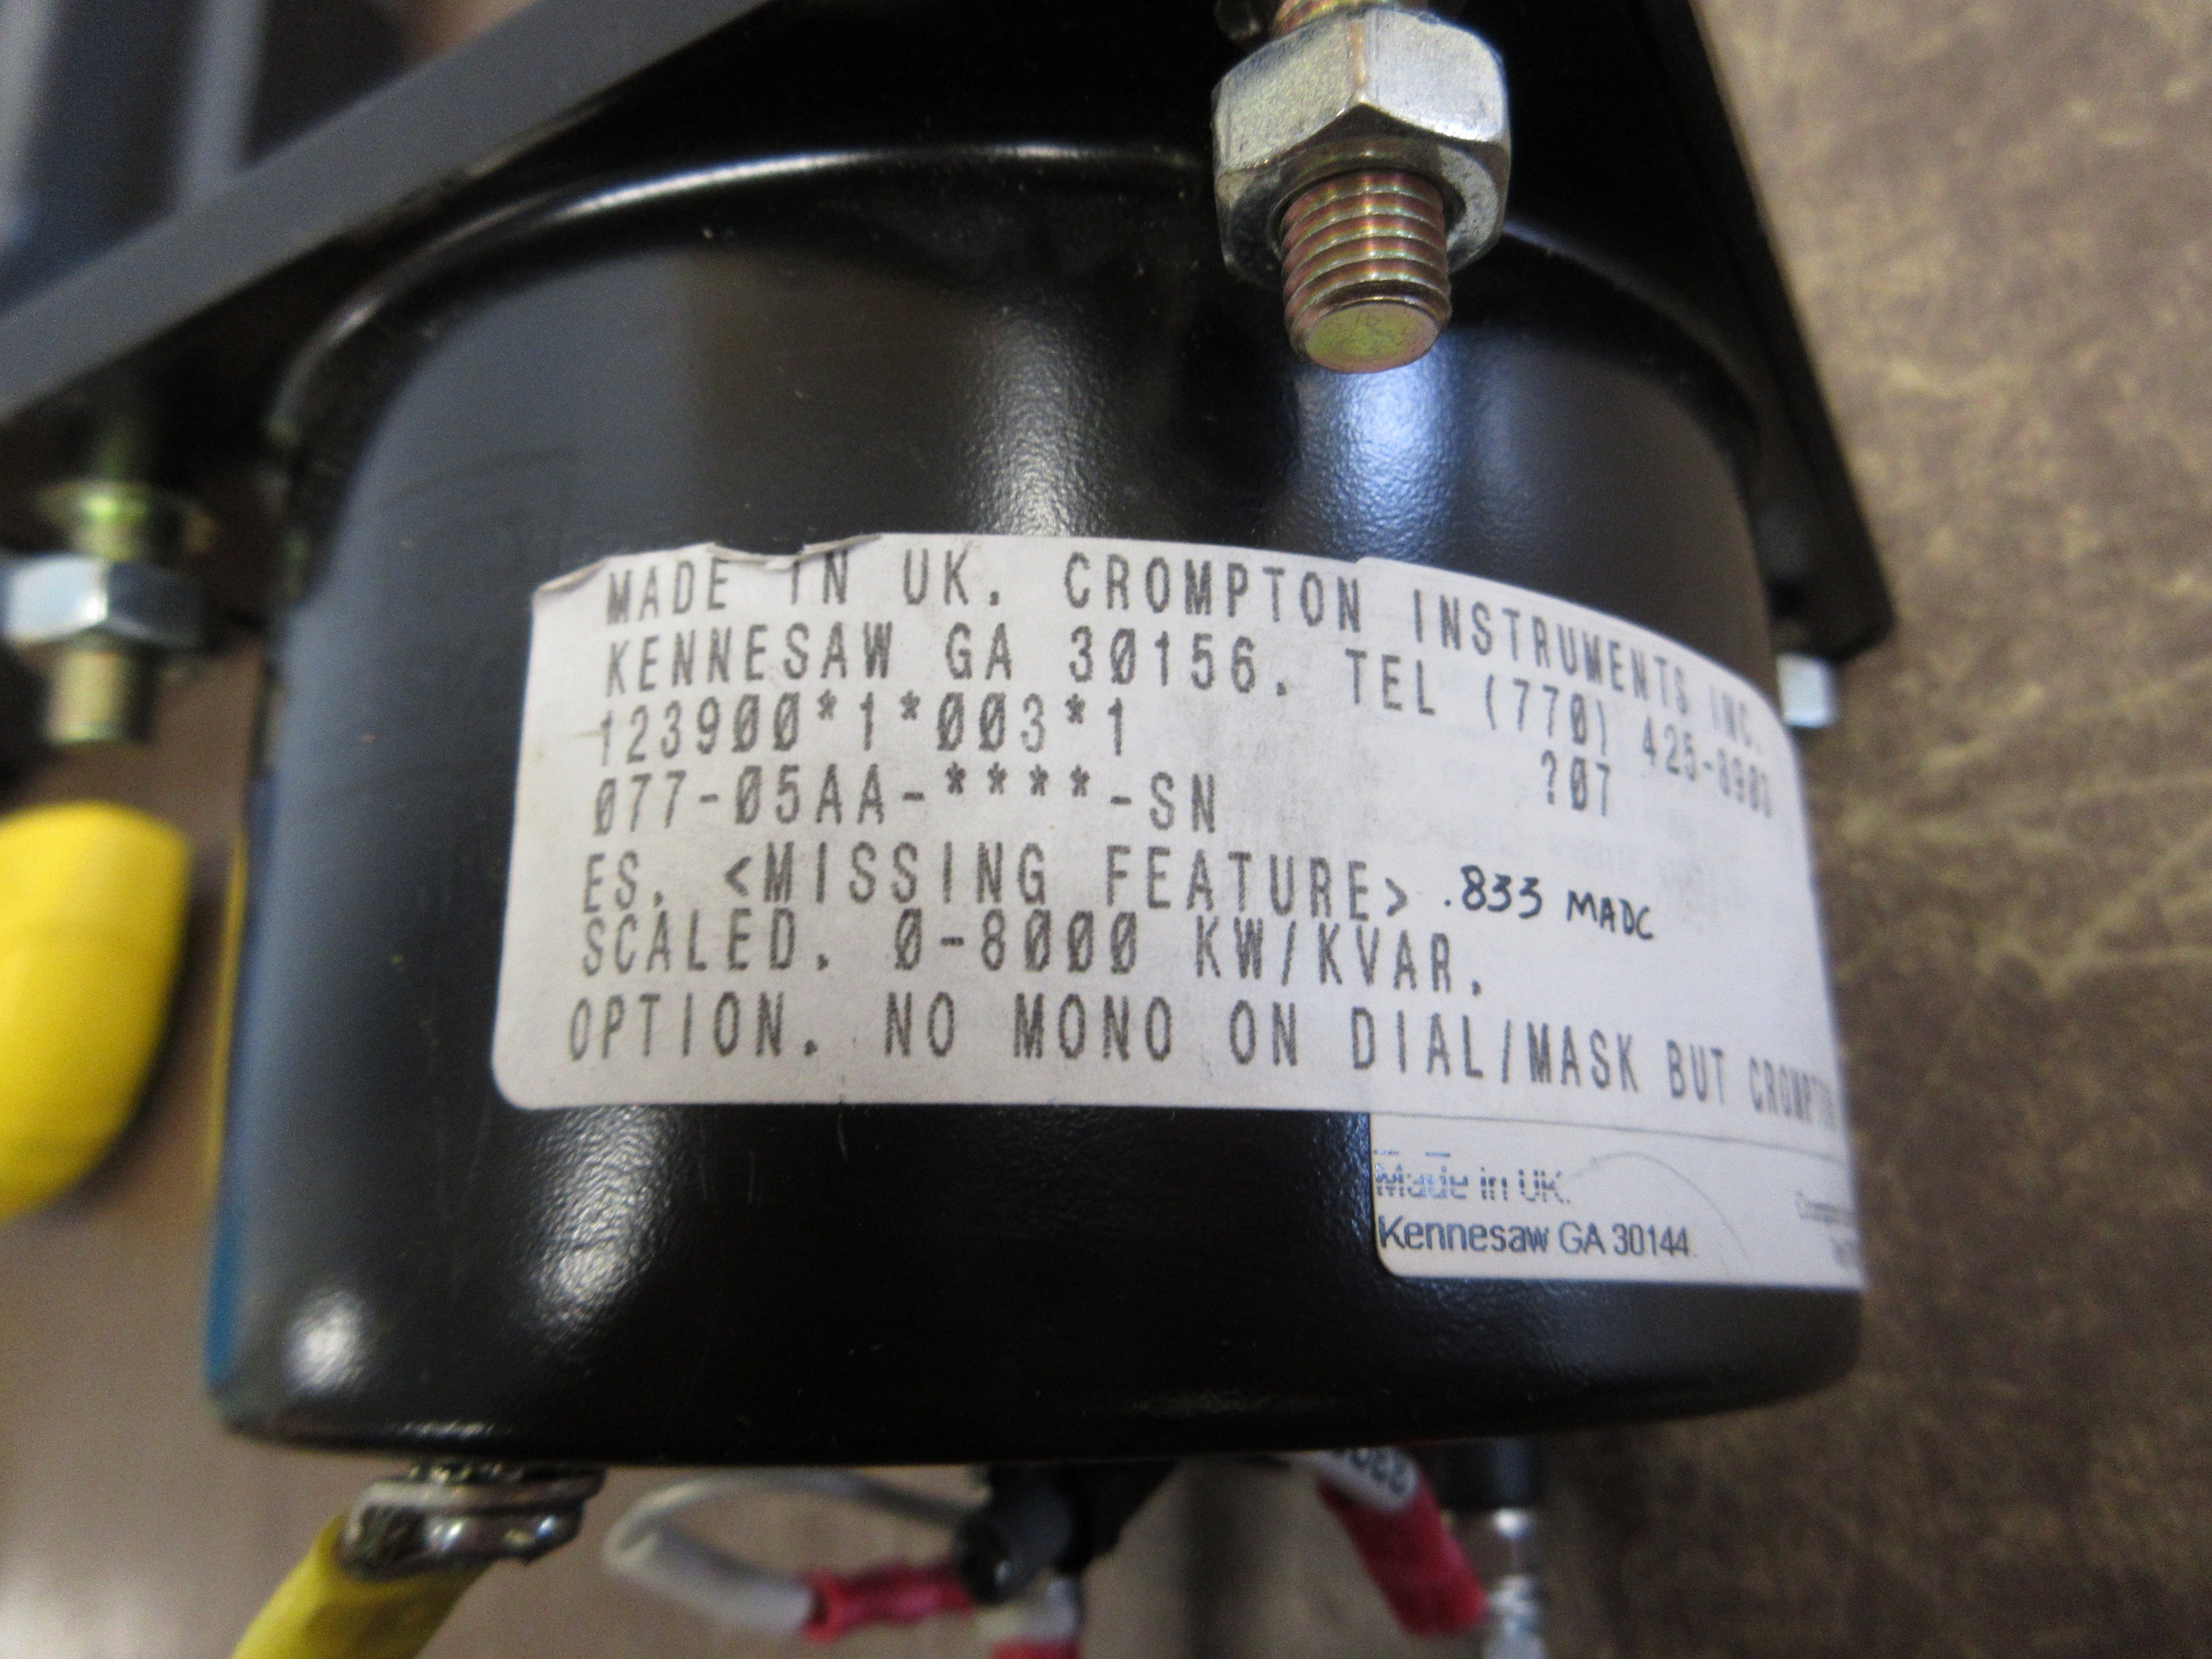 MADE IN UK. CROMPTON INSTRUMENTS INC.
KENNESAW GA 30156. TEL (770) 425-8903
123900*1*003*1
077-05AA-****-SN ?07
ES. <MISSING FEATURE> .833 MADC
SCALED. 0-8000 KW/KVAR.
OPTION. NO MONO ON DIAL/MASK BUT CROMPTON
Made in UK.
Kennesaw GA 30144.